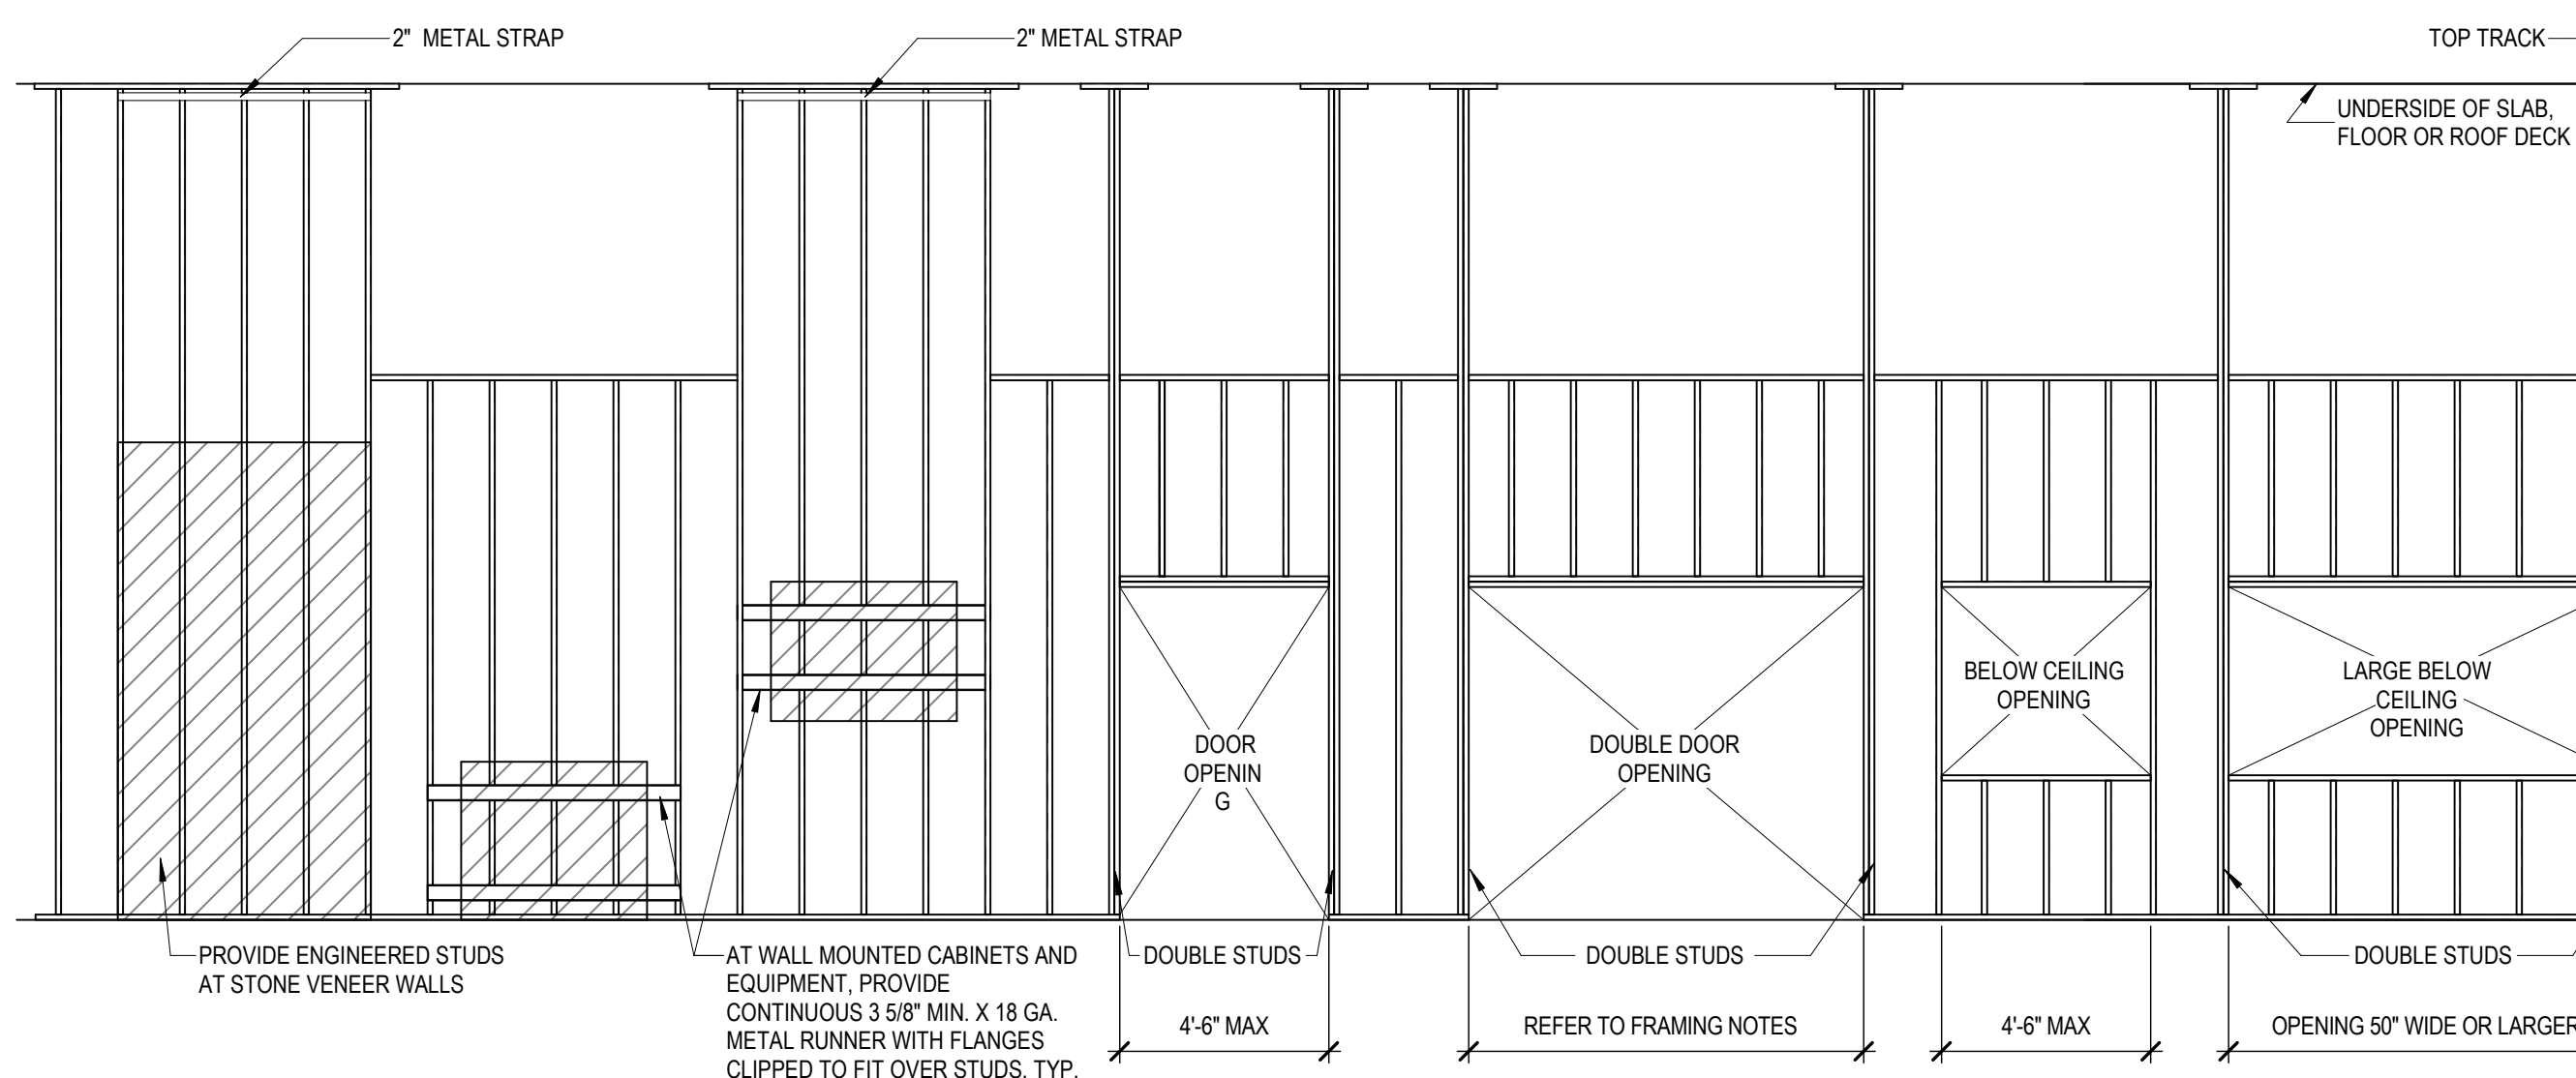 2" METAL STRAP
2" METAL STRAP
TOP TRACK
UNDERSIDE OF SLAB,
FLOOR OR ROOF DECK
DOOR
OPENIN
G
DOUBLE DOOR
OPENING
BELOW CEILING
OPENING
LARGE BELOW
CEILING
OPENING
PROVIDE ENGINEERED STUDS
AT STONE VENEER WALLS
AT WALL MOUNTED CABINETS AND
EQUIPMENT, PROVIDE
CONTINUOUS 3 5/8" MIN. X 18 GA.
METAL RUNNER WITH FLANGES
CLIPPED TO FIT OVER STUDS, TYP.
DOUBLE STUDS
DOUBLE STUDS
DOUBLE STUDS
4'-6" MAX
REFER TO FRAMING NOTES
4'-6" MAX
OPENING 50" WIDE OR LARGER